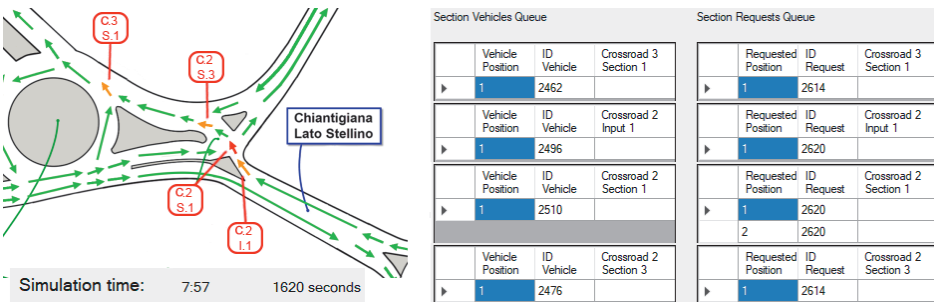 C.3
S.1
C.2
S.3
Chiantigiana
Lato Stellino
C.2
S.1
C.2
I.1
Simulation time: 7:57 1620 seconds
Section Vehicles Queue
Vehicle Position ID Vehicle Crossroad 3 Section 1
1 2462
Vehicle Position ID Vehicle Crossroad 2 Input 1
1 2496
Vehicle Position ID Vehicle Crossroad 2 Section 1
1 2510
Vehicle Position ID Vehicle Crossroad 2 Section 3
1 2476
Section Requests Queue
Requested Position ID Request Crossroad 3 Section 1
1 2614
Requested Position ID Request Crossroad 2 Input 1
1 2620
Requested Position ID Request Crossroad 2 Section 1
1 2620
2 2620
Requested Position ID Request Crossroad 2 Section 3
1 2614